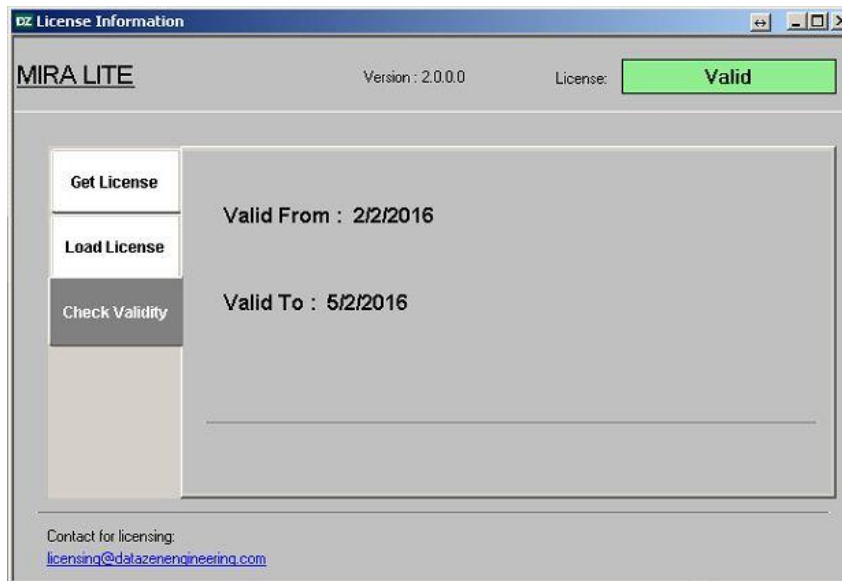 DZ License Information
MIRA LITE
Version : 2.0.0.0
License:
Valid
Get License
Load License
Check Validity
Valid From : 2/2/2016
Valid To : 5/2/2016
Contact for licensing:
licensing@datazenengineering.com